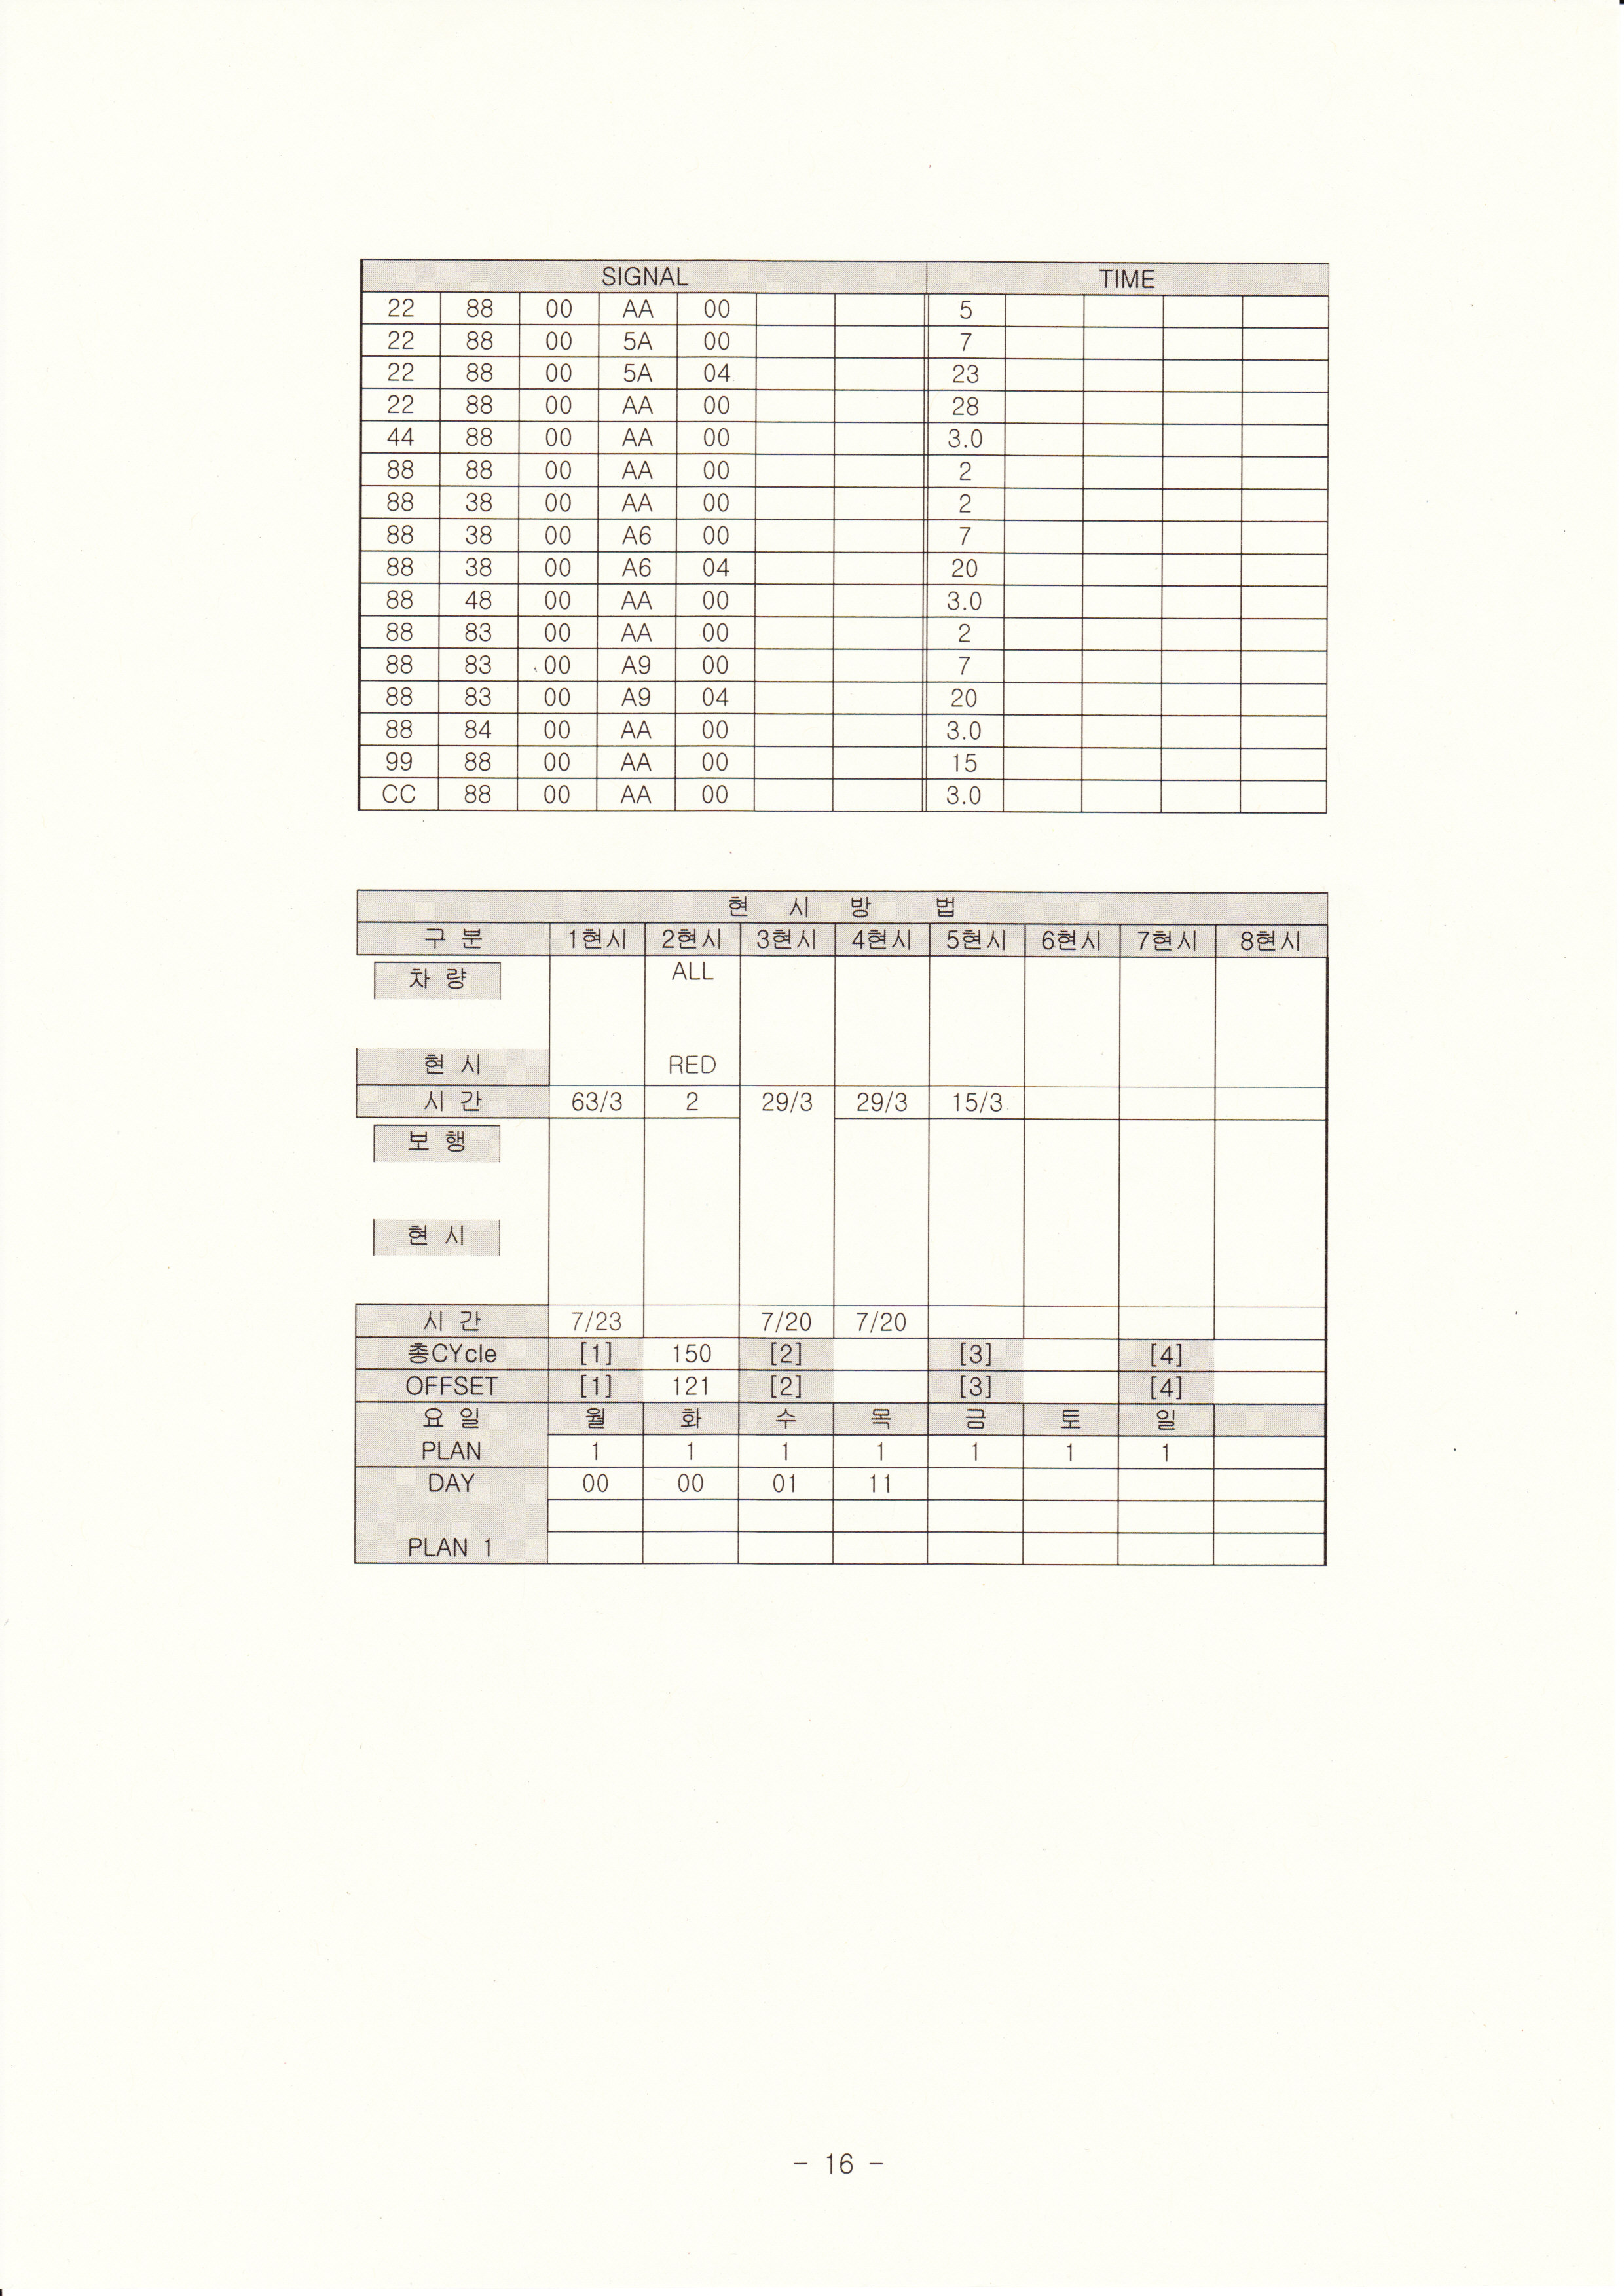 SIGNAL TIME
22 88 00 AA 00 5
22 88 00 5A 00 7
22 88 00 5A 04 23
22 88 00 AA 00 28
44 88 00 AA 00 3.0
88 88 00 AA 00 2
88 38 00 AA 00 2
88 38 00 A6 00 7
88 38 00 A6 04 20
88 48 00 AA 00 3.0
88 83 00 AA 00 2
88 83 00 A9 00 7
88 83 00 A9 04 20
88 84 00 AA 00 3.0
99 88 00 AA 00 15
CC 88 00 AA 00 3.0
현 시 방 법
구 분 1현시 2현시 3현시 4현시 5현시 6현시 7현시 8현시
차 량 ALL
현 시 RED
시 간 63/3 2 29/3 29/3 15/3
보 행
현 시
시 간 7/23 7/20 7/20
총CYcle [1] 150 [2] [3] [4]
OFFSET [1] 121 [2] [3] [4]
요 일 월 화 수 목 금 토 일
PLAN 1 1 1 1 1 1 1
DAY 00 00 01 11
PLAN 1
- 16 -